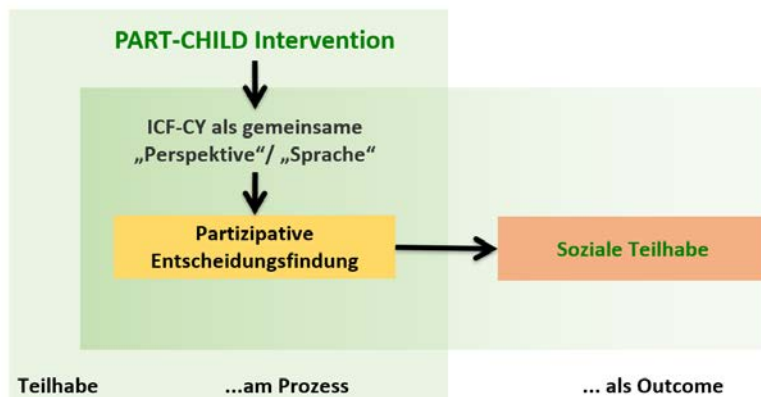 PART-CHILD Intervention
ICF-CY als gemeinsame
„Perspektive“/ „Sprache“
Partizipative
Entscheidungsfindung
Soziale Teilhabe
Teilhabe ...am Prozess ... als Outcome